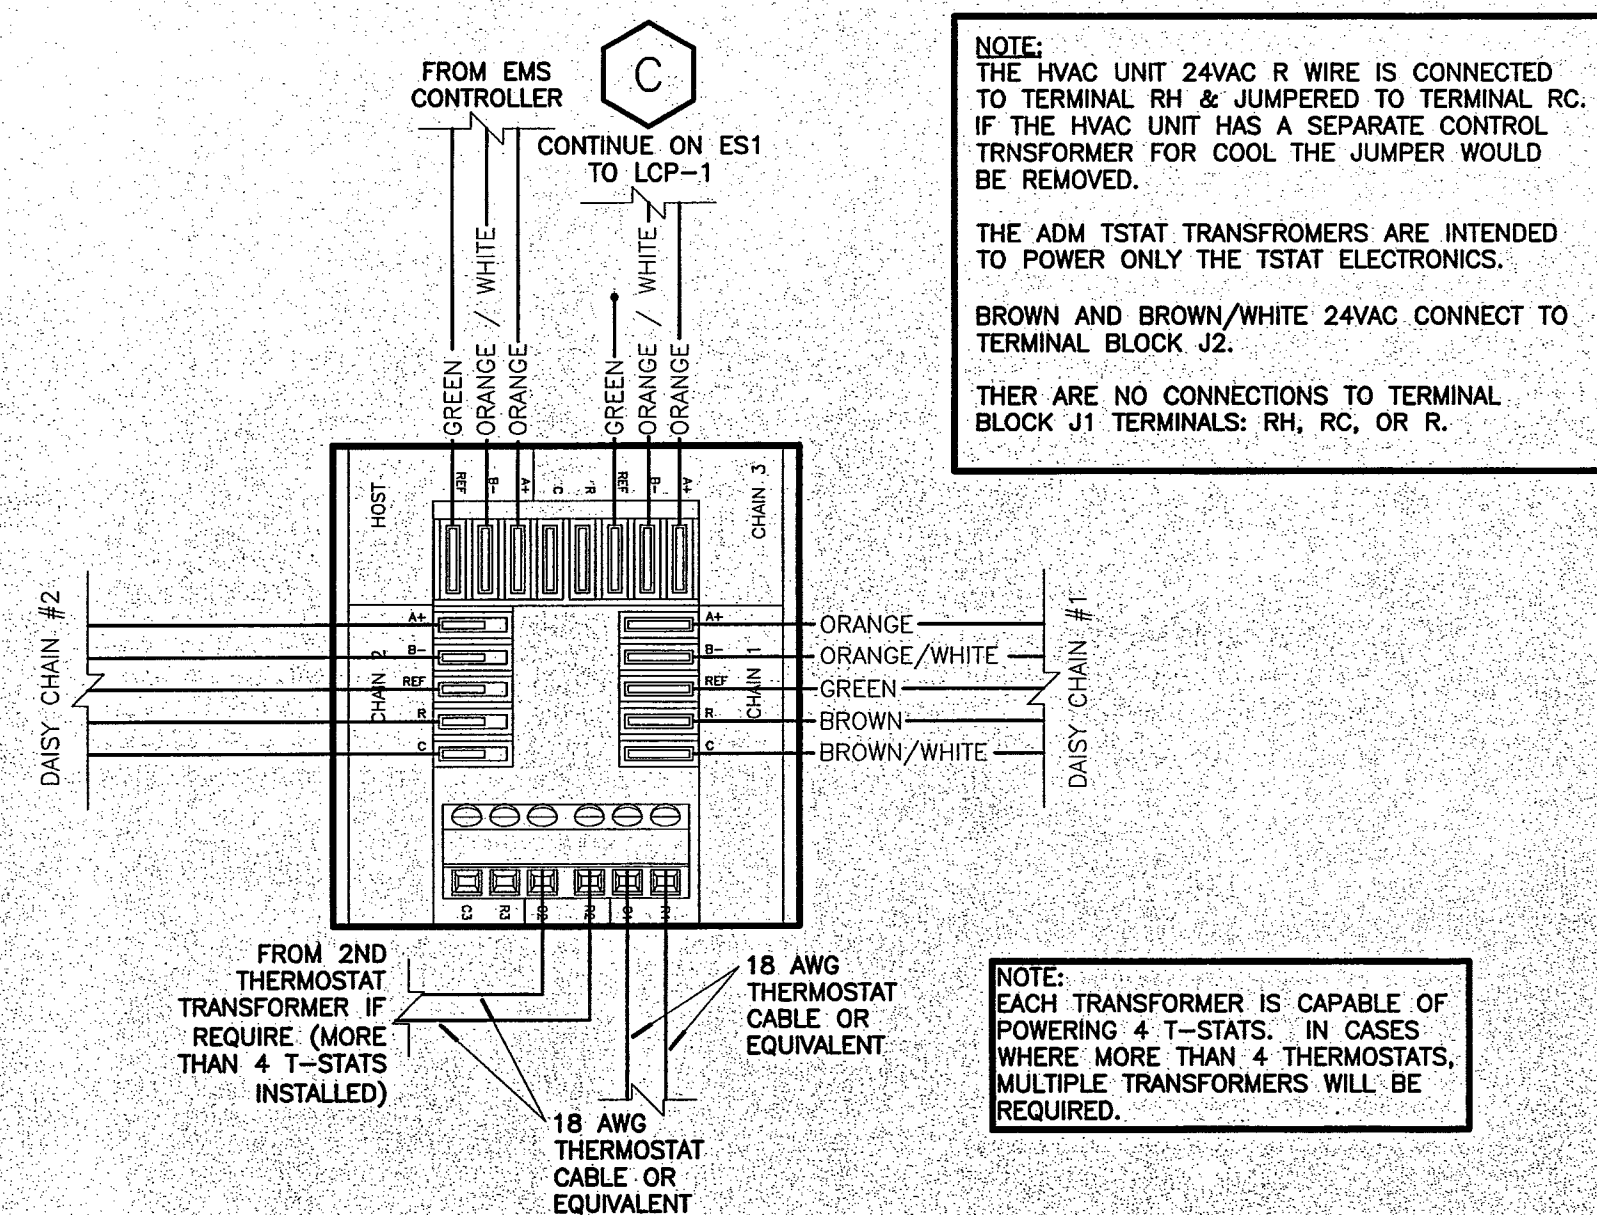 FROM EMS
CONTROLLER
C
CONTINUE ON ES1
TO LCP-1
GREEN
ORANGE / WHITE
ORANGE
GREEN
ORANGE / WHITE
ORANGE
NOTE:
THE HVAC UNIT 24VAC R WIRE IS CONNECTED
TO TERMINAL RH & JUMPERED TO TERMINAL RC.
IF THE HVAC UNIT HAS A SEPARATE CONTROL
TRNSFORMER FOR COOL THE JUMPER WOULD
BE REMOVED.
THE ADM TSTAT TRANSFROMERS ARE INTENDED
TO POWER ONLY THE TSTAT ELECTRONICS.
BROWN AND BROWN/WHITE 24VAC CONNECT TO
TERMINAL BLOCK J2.
THER ARE NO CONNECTIONS TO TERMINAL
BLOCK J1 TERMINALS: RH, RC, OR R.
HOST
REF
B-
A+
C
R
REF
B-
A+
CHAIN 3
DAISY CHAIN #2
CHAIN 2
A+
B-
REF
R
C
A+
B-
REF
R
C
CHAIN 1
ORANGE
ORANGE/WHITE
GREEN
BROWN
BROWN/WHITE
DAISY CHAIN #1
C3
R3
C2
R2
C1
R1
FROM 2ND
THERMOSTAT
TRANSFORMER IF
REQUIRE (MORE
THAN 4 T-STATS
INSTALLED)
18 AWG
THERMOSTAT
CABLE OR
EQUIVALENT
18 AWG
THERMOSTAT
CABLE OR
EQUIVALENT
NOTE:
EACH TRANSFORMER IS CAPABLE OF
POWERING 4 T-STATS. IN CASES
WHERE MORE THAN 4 THERMOSTATS,
MULTIPLE TRANSFORMERS WILL BE
REQUIRED.